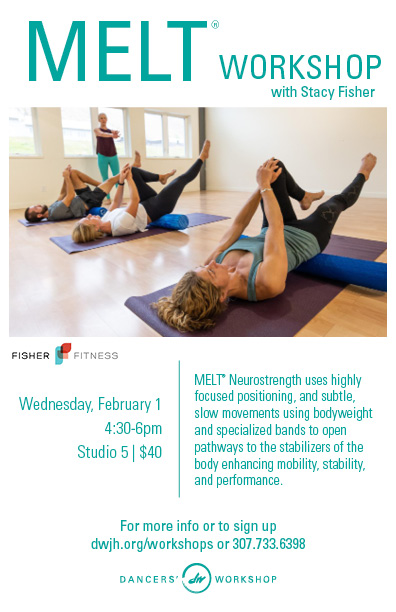 MELT®
WORKSHOP
with Stacy Fisher
FISHER FITNESS
Wednesday, February 1
4:30-6pm
Studio 5 | $40
MELT® Neurostrength uses highly
focused positioning, and subtle,
slow movements using bodyweight
and specialized bands to open
pathways to the stabilizers of the
body enhancing mobility, stability,
and performance.
For more info or to sign up
dwjh.org/workshops or 307.733.6398
DANCERS' dw WORKSHOP